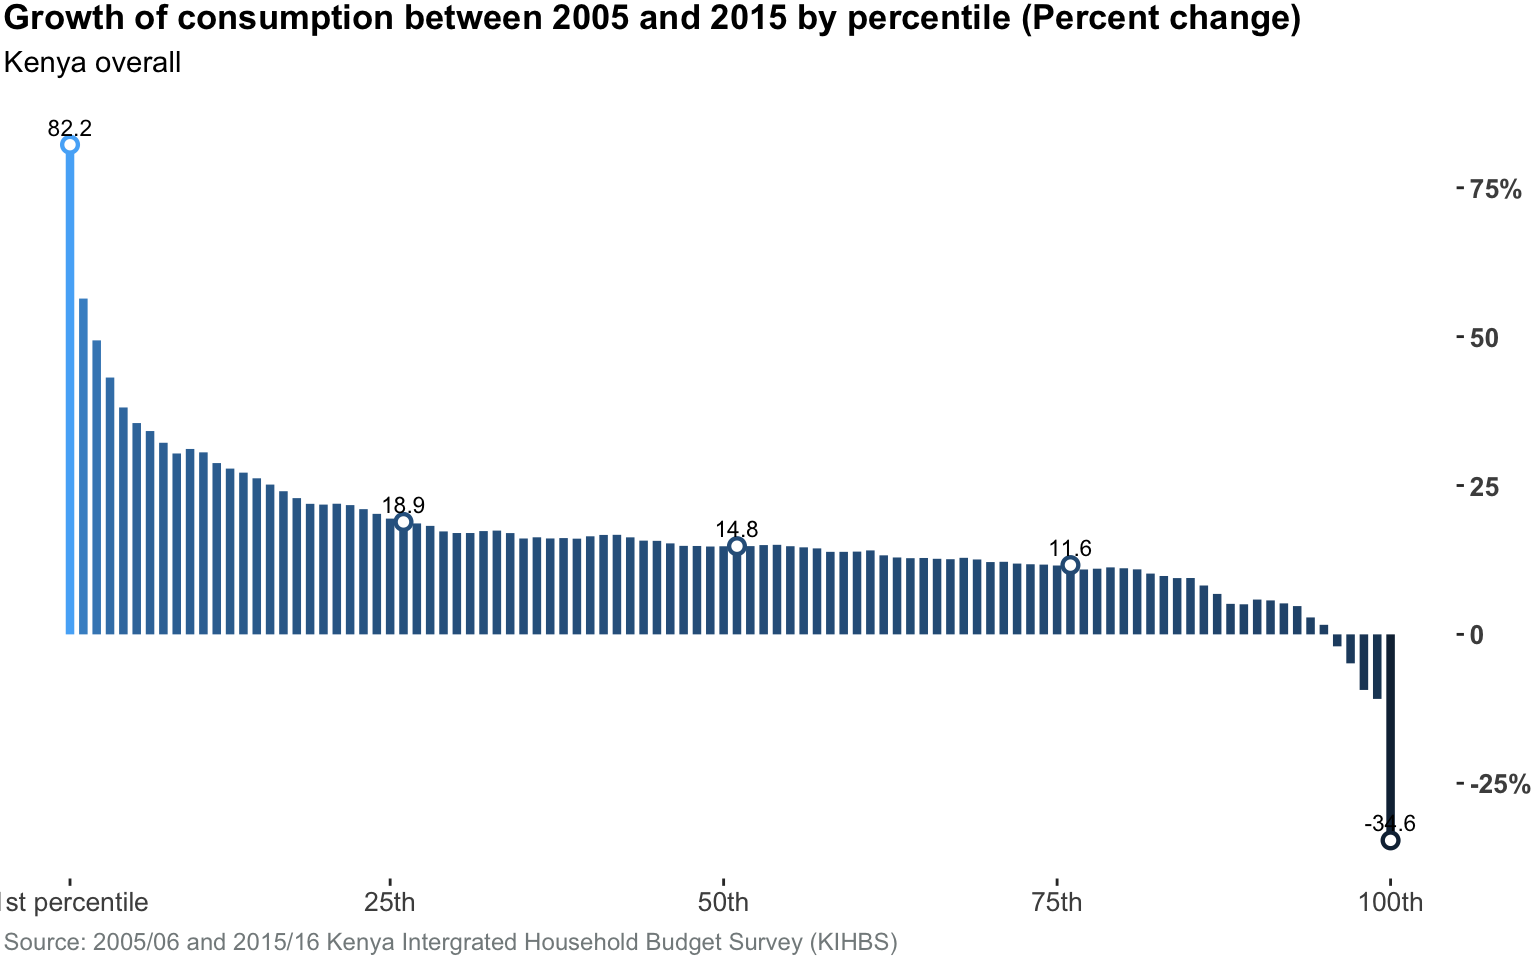 Growth of consumption between 2005 and 2015 by percentile (Percent change)
Kenya overall
82.2
75%
50
25
18.9
14.8
11.6
0
-25%
-34.6
1st percentile 25th 50th 75th 100th
Source: 2005/06 and 2015/16 Kenya Intergrated Household Budget Survey (KIHBS)